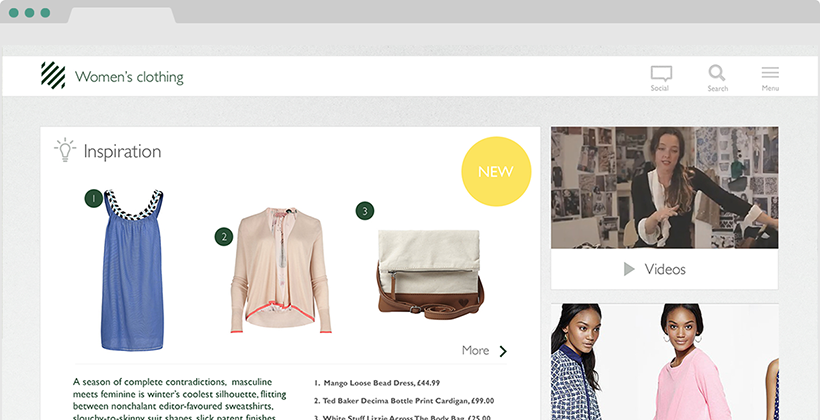 Women's clothing
Social
Search
Menu
Inspiration
NEW
1
2
3
Videos
More
A season of complete contradictions, masculine
meets feminine is winter's coolest silhouette, flitting
between nonchalant editor-favoured sweatshirts,
slouchy-to-skinny suit shapes, slick patent finishes
1. Mango Loose Bead Dress, £44.99
2. Ted Baker Decima Bottle Print Cardigan, £99.00
3. White Stuff Lizzie Across The Body Bag, £25.00